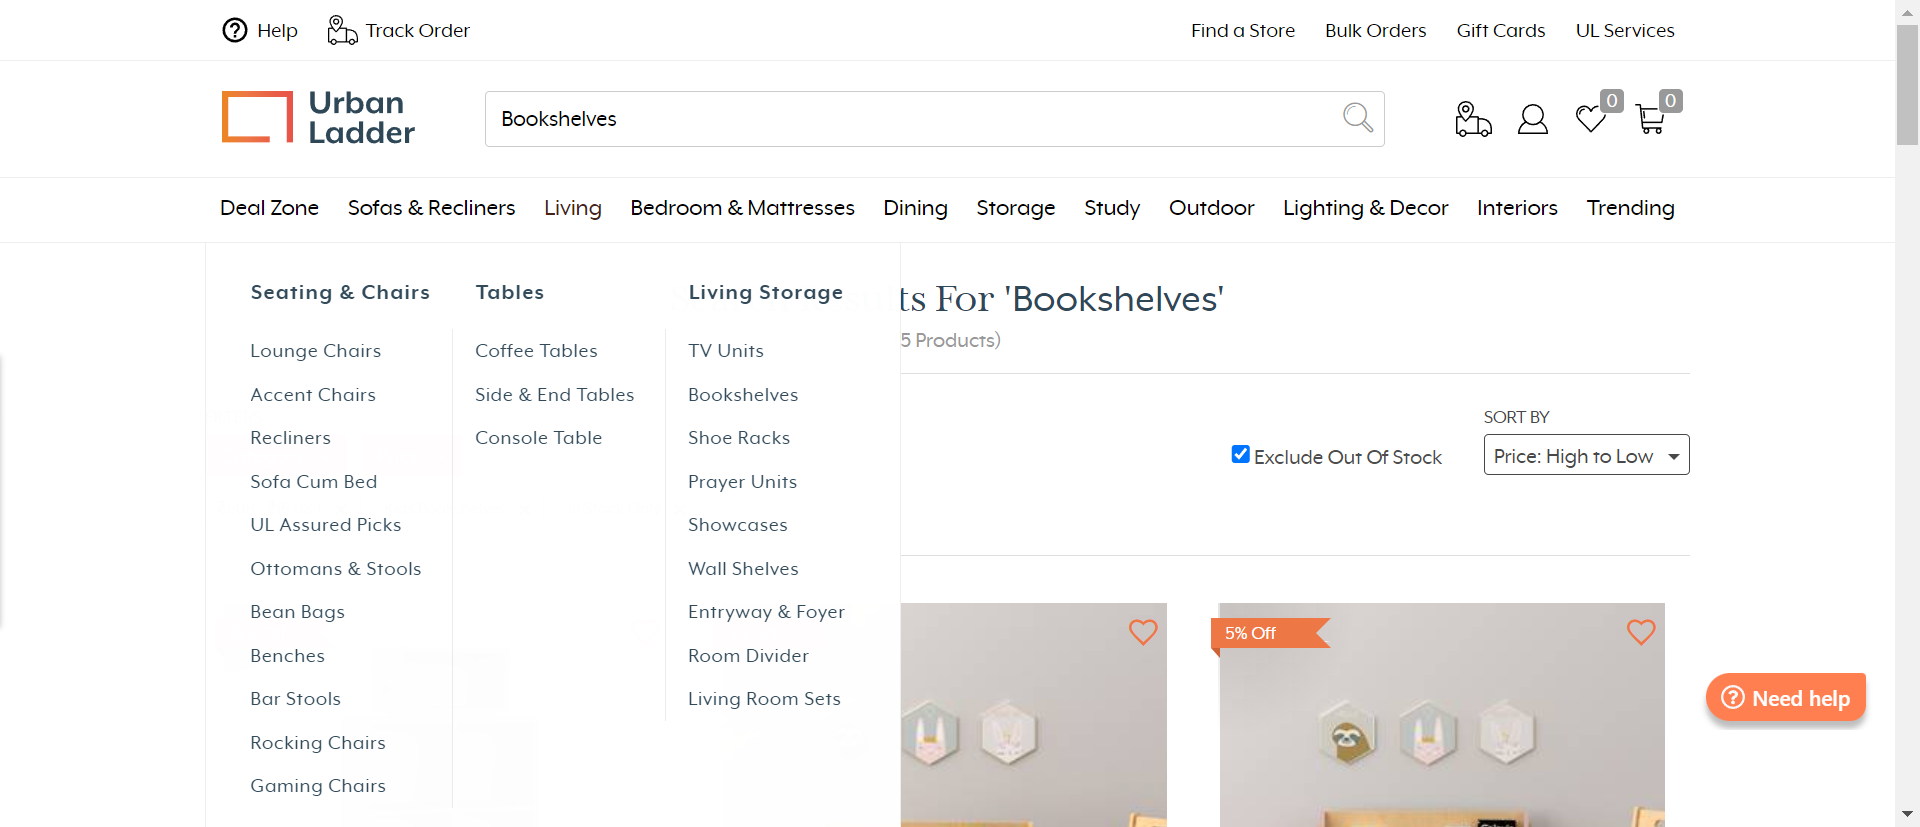 Help
Track Order
Find a Store
Bulk Orders
Gift Cards
UL Services
Urban
Ladder
Bookshelves
0
0
Deal Zone
Sofas & Recliners
Living
Bedroom & Mattresses
Dining
Storage
Study
Outdoor
Lighting & Decor
Interiors
Trending
Seating & Chairs
Lounge Chairs
Accent Chairs
Recliners
Sofa Cum Bed
UL Assured Picks
Ottomans & Stools
Bean Bags
Benches
Bar Stools
Rocking Chairs
Gaming Chairs
Tables
Coffee Tables
Side & End Tables
Console Table
Living Storage
TV Units
Bookshelves
Shoe Racks
Prayer Units
Showcases
Wall Shelves
Entryway & Foyer
Room Divider
Living Room Sets
ts For 'Bookshelves'
5 Products)
Exclude Out Of Stock
SORT BY
Price: High to Low
5% Off
Need help